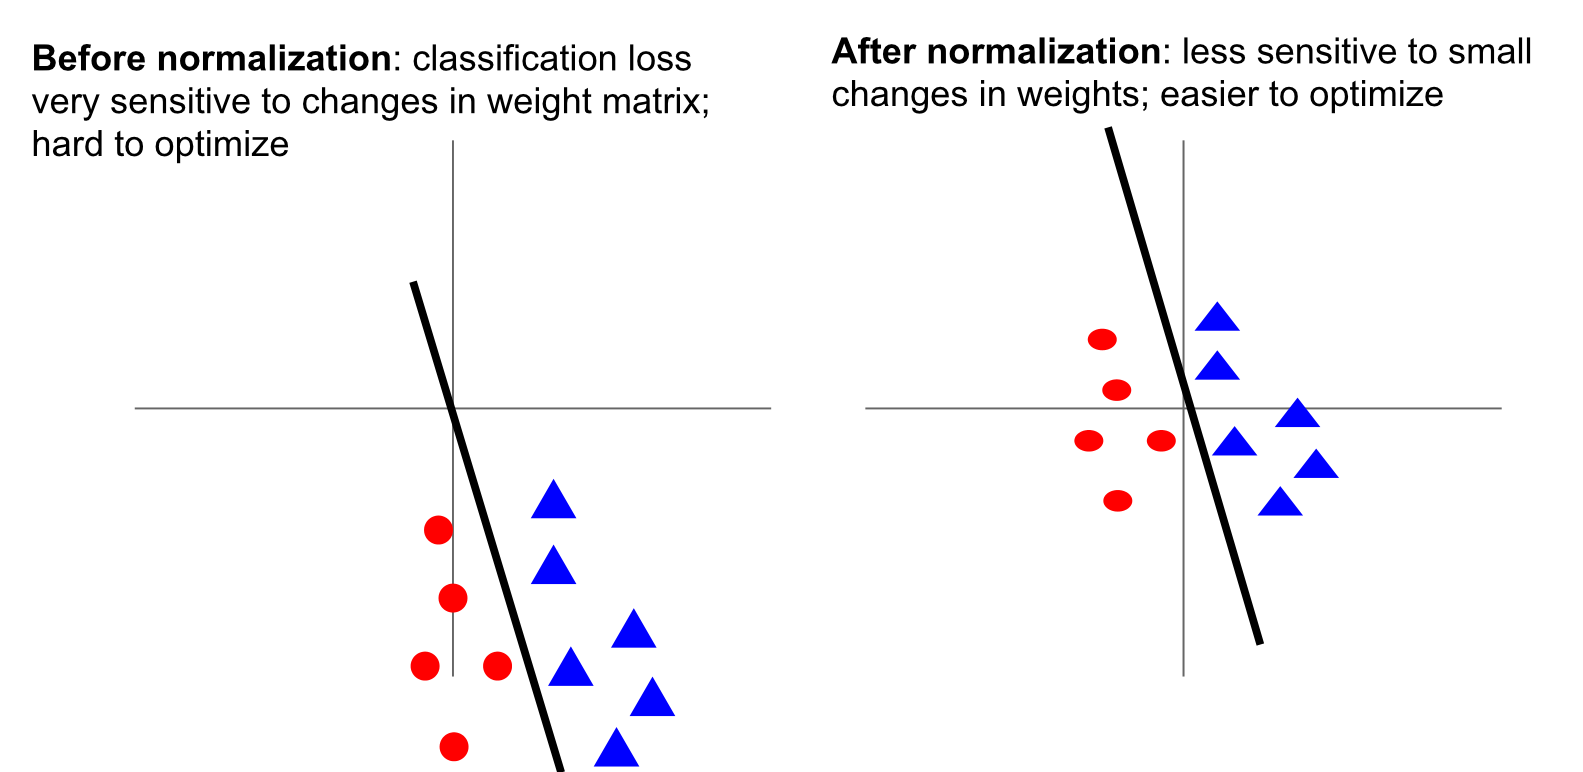 Before normalization: classification loss
very sensitive to changes in weight matrix;
hard to optimize
After normalization: less sensitive to small
changes in weights; easier to optimize